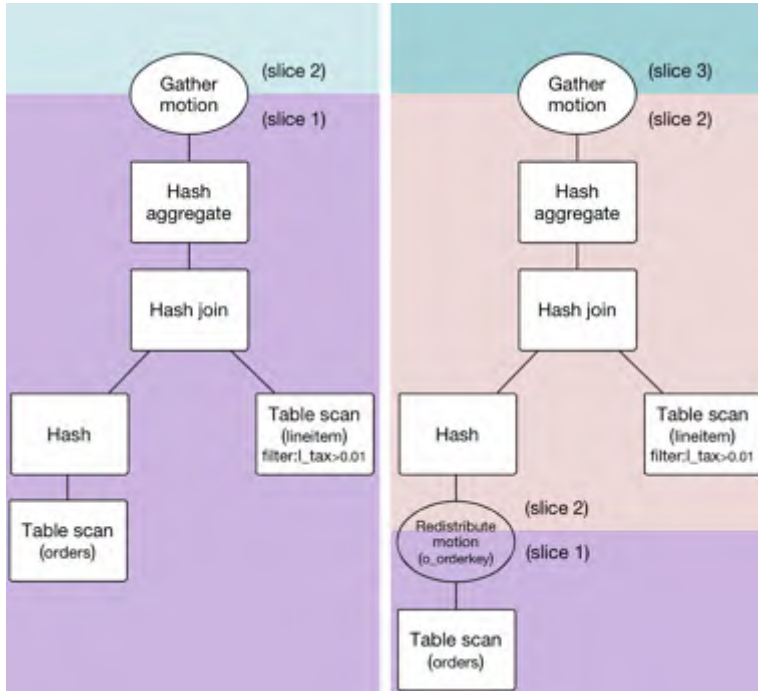 Gather
motion
(slice 2)
(slice 1)
Hash
aggregate
Hash join
Hash
Table scan
(lineitem)
filter:l_tax>0.01
Table scan
(orders)
Gather
motion
(slice 3)
(slice 2)
Hash
aggregate
Hash join
Hash
Table scan
(lineitem)
filter:l_tax>0.01
Redistribute
motion
(o_orderkey)
(slice 2)
(slice 1)
Table scan
(orders)